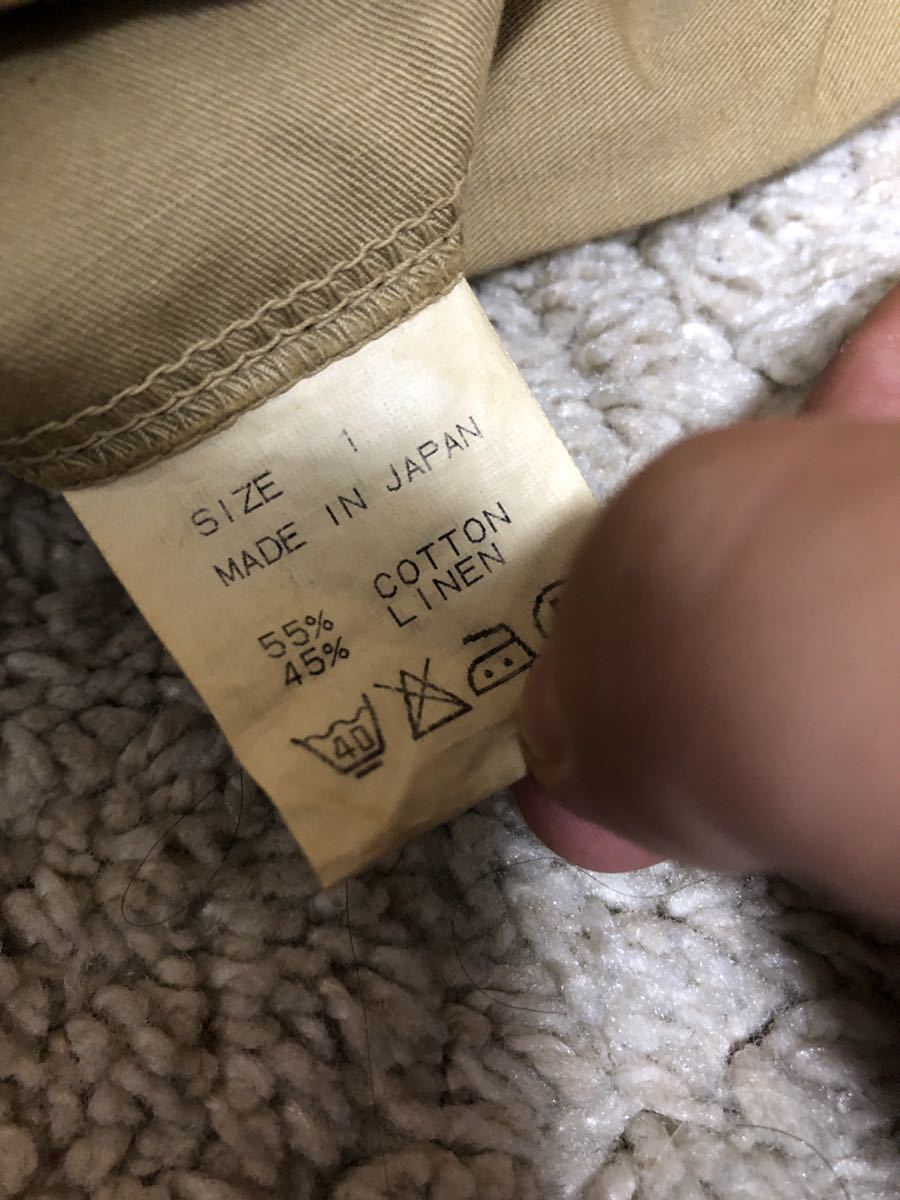 SIZE 1
MADE IN JAPAN
55% COTTON
45% LINEN
40